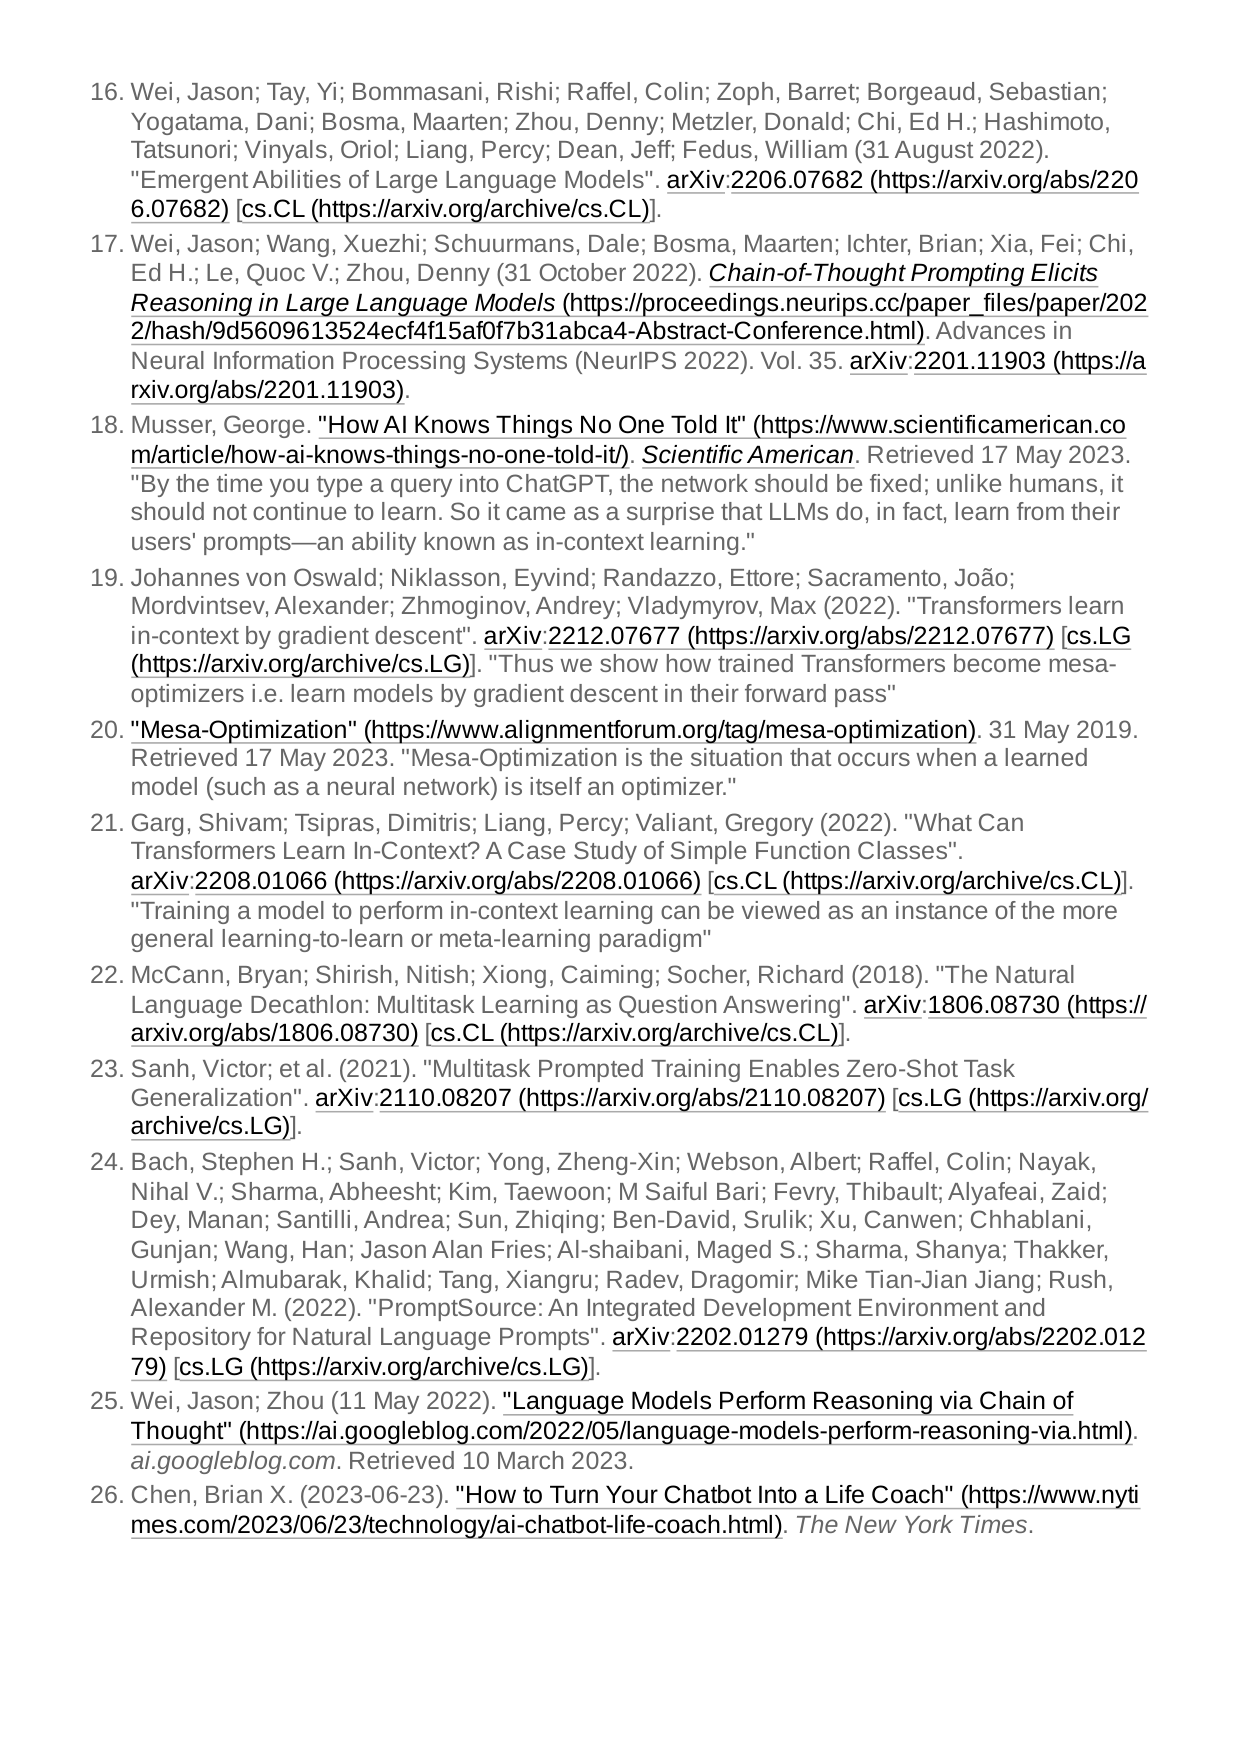 16. Wei, Jason; Tay, Yi; Bommasani, Rishi; Raffel, Colin; Zoph, Barret; Borgeaud, Sebastian;
Yogatama, Dani; Bosma, Maarten; Zhou, Denny; Metzler, Donald; Chi, Ed H.; Hashimoto,
Tatsunori; Vinyals, Oriol; Liang, Percy; Dean, Jeff; Fedus, William (31 August 2022).
"Emergent Abilities of Large Language Models". arXiv:2206.07682 (https://arxiv.org/abs/220
6.07682) [cs.CL (https://arxiv.org/archive/cs.CL)].
17. Wei, Jason; Wang, Xuezhi; Schuurmans, Dale; Bosma, Maarten; Ichter, Brian; Xia, Fei; Chi,
Ed H.; Le, Quoc V.; Zhou, Denny (31 October 2022). Chain-of-Thought Prompting Elicits
Reasoning in Large Language Models (https://proceedings.neurips.cc/paper_files/paper/202
2/hash/9d5609613524ecf4f15af0f7b31abca4-Abstract-Conference.html). Advances in
Neural Information Processing Systems (NeurIPS 2022). Vol. 35. arXiv:2201.11903 (https://a
rxiv.org/abs/2201.11903).
18. Musser, George. "How AI Knows Things No One Told It" (https://www.scientificamerican.co
m/article/how-ai-knows-things-no-one-told-it/). Scientific American. Retrieved 17 May 2023.
"By the time you type a query into ChatGPT, the network should be fixed; unlike humans, it
should not continue to learn. So it came as a surprise that LLMs do, in fact, learn from their
users' prompts—an ability known as in-context learning."
19. Johannes von Oswald; Niklasson, Eyvind; Randazzo, Ettore; Sacramento, João;
Mordvintsev, Alexander; Zhmoginov, Andrey; Vladymyrov, Max (2022). "Transformers learn
in-context by gradient descent". arXiv:2212.07677 (https://arxiv.org/abs/2212.07677) [cs.LG
(https://arxiv.org/archive/cs.LG)]. "Thus we show how trained Transformers become mesa-
optimizers i.e. learn models by gradient descent in their forward pass"
20. "Mesa-Optimization" (https://www.alignmentforum.org/tag/mesa-optimization). 31 May 2019.
Retrieved 17 May 2023. "Mesa-Optimization is the situation that occurs when a learned
model (such as a neural network) is itself an optimizer."
21. Garg, Shivam; Tsipras, Dimitris; Liang, Percy; Valiant, Gregory (2022). "What Can
Transformers Learn In-Context? A Case Study of Simple Function Classes".
arXiv:2208.01066 (https://arxiv.org/abs/2208.01066) [cs.CL (https://arxiv.org/archive/cs.CL)].
"Training a model to perform in-context learning can be viewed as an instance of the more
general learning-to-learn or meta-learning paradigm"
22. McCann, Bryan; Shirish, Nitish; Xiong, Caiming; Socher, Richard (2018). "The Natural
Language Decathlon: Multitask Learning as Question Answering". arXiv:1806.08730 (https://
arxiv.org/abs/1806.08730) [cs.CL (https://arxiv.org/archive/cs.CL)].
23. Sanh, Victor; et al. (2021). "Multitask Prompted Training Enables Zero-Shot Task
Generalization". arXiv:2110.08207 (https://arxiv.org/abs/2110.08207) [cs.LG (https://arxiv.org/
archive/cs.LG)].
24. Bach, Stephen H.; Sanh, Victor; Yong, Zheng-Xin; Webson, Albert; Raffel, Colin; Nayak,
Nihal V.; Sharma, Abheesht; Kim, Taewoon; M Saiful Bari; Fevry, Thibault; Alyafeai, Zaid;
Dey, Manan; Santilli, Andrea; Sun, Zhiqing; Ben-David, Srulik; Xu, Canwen; Chhablani,
Gunjan; Wang, Han; Jason Alan Fries; Al-shaibani, Maged S.; Sharma, Shanya; Thakker,
Urmish; Almubarak, Khalid; Tang, Xiangru; Radev, Dragomir; Mike Tian-Jian Jiang; Rush,
Alexander M. (2022). "PromptSource: An Integrated Development Environment and
Repository for Natural Language Prompts". arXiv:2202.01279 (https://arxiv.org/abs/2202.012
79) [cs.LG (https://arxiv.org/archive/cs.LG)].
25. Wei, Jason; Zhou (11 May 2022). "Language Models Perform Reasoning via Chain of
Thought" (https://ai.googleblog.com/2022/05/language-models-perform-reasoning-via.html).
ai.googleblog.com. Retrieved 10 March 2023.
26. Chen, Brian X. (2023-06-23). "How to Turn Your Chatbot Into a Life Coach" (https://www.nyti
mes.com/2023/06/23/technology/ai-chatbot-life-coach.html). The New York Times.